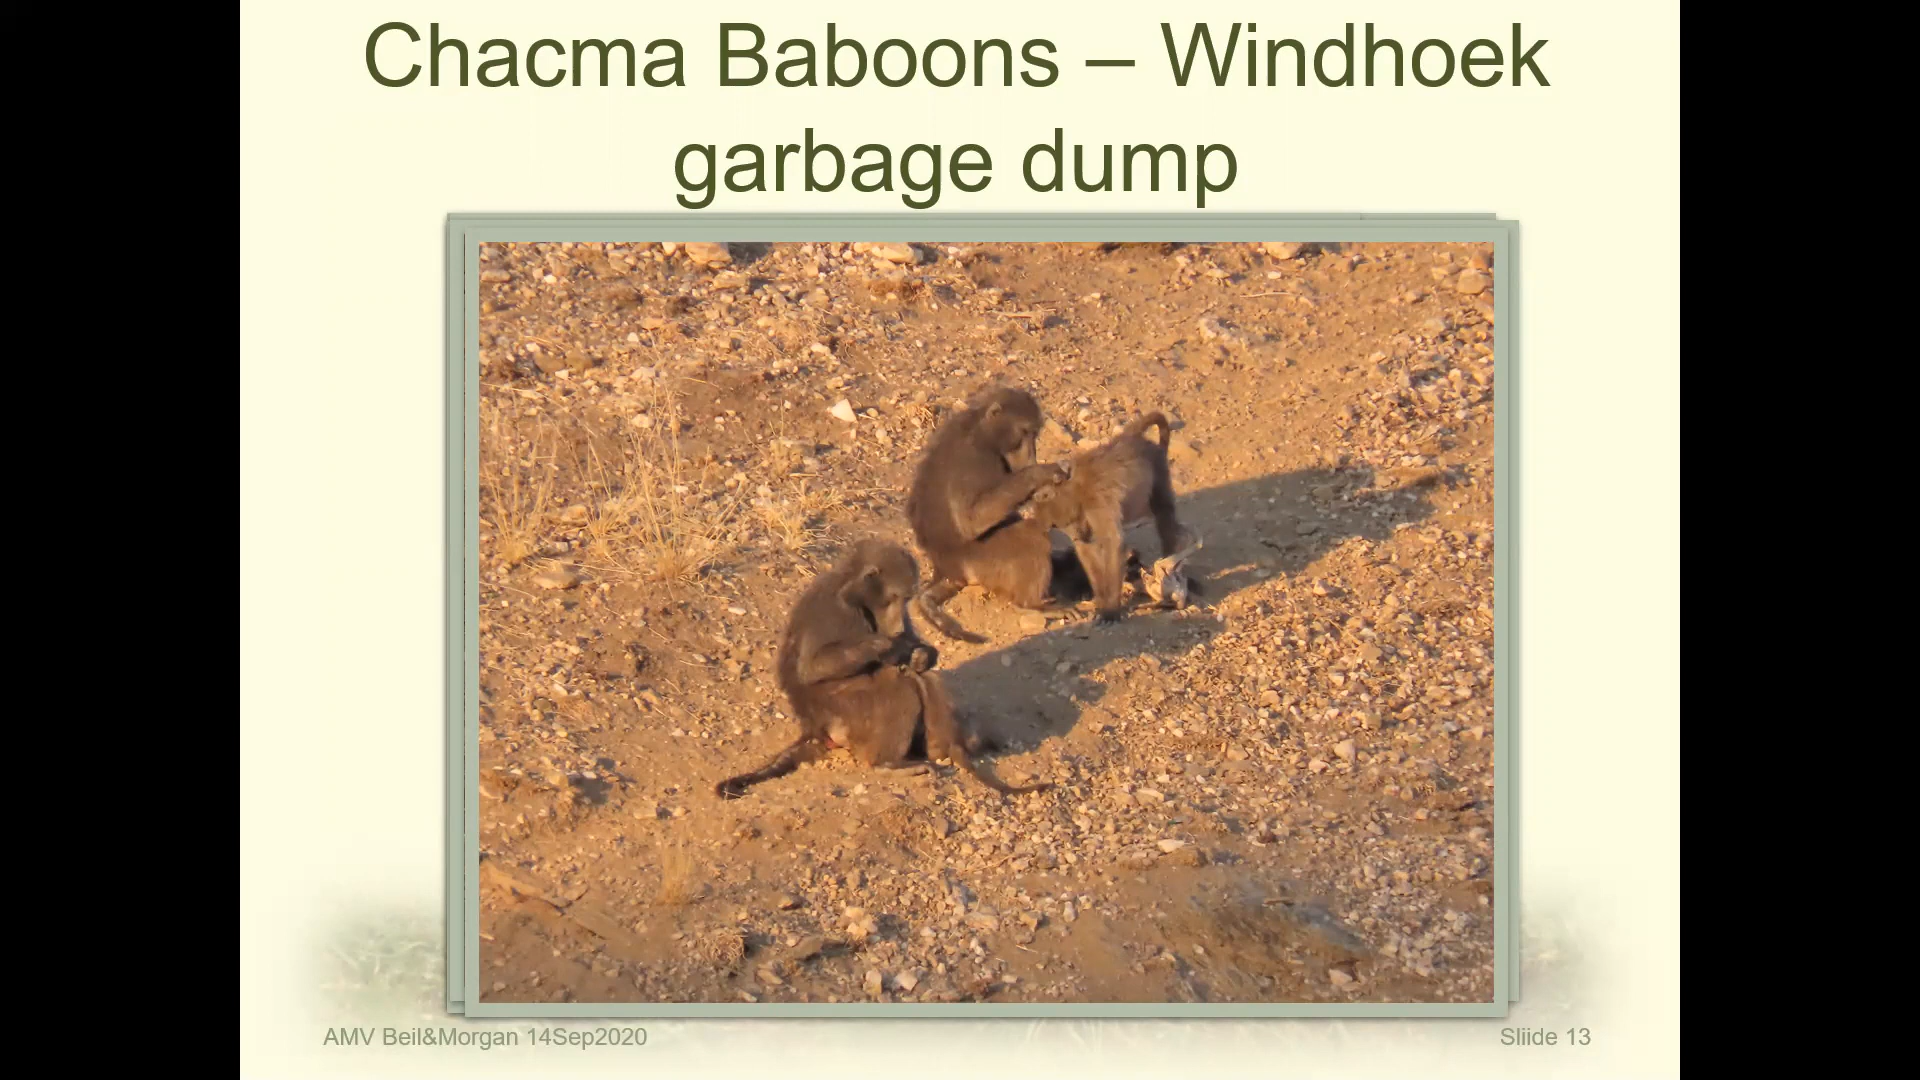 Chacma Baboons – Windhoek
garbage dump
AMV Beil&Morgan 14Sep2020
Sliide 13